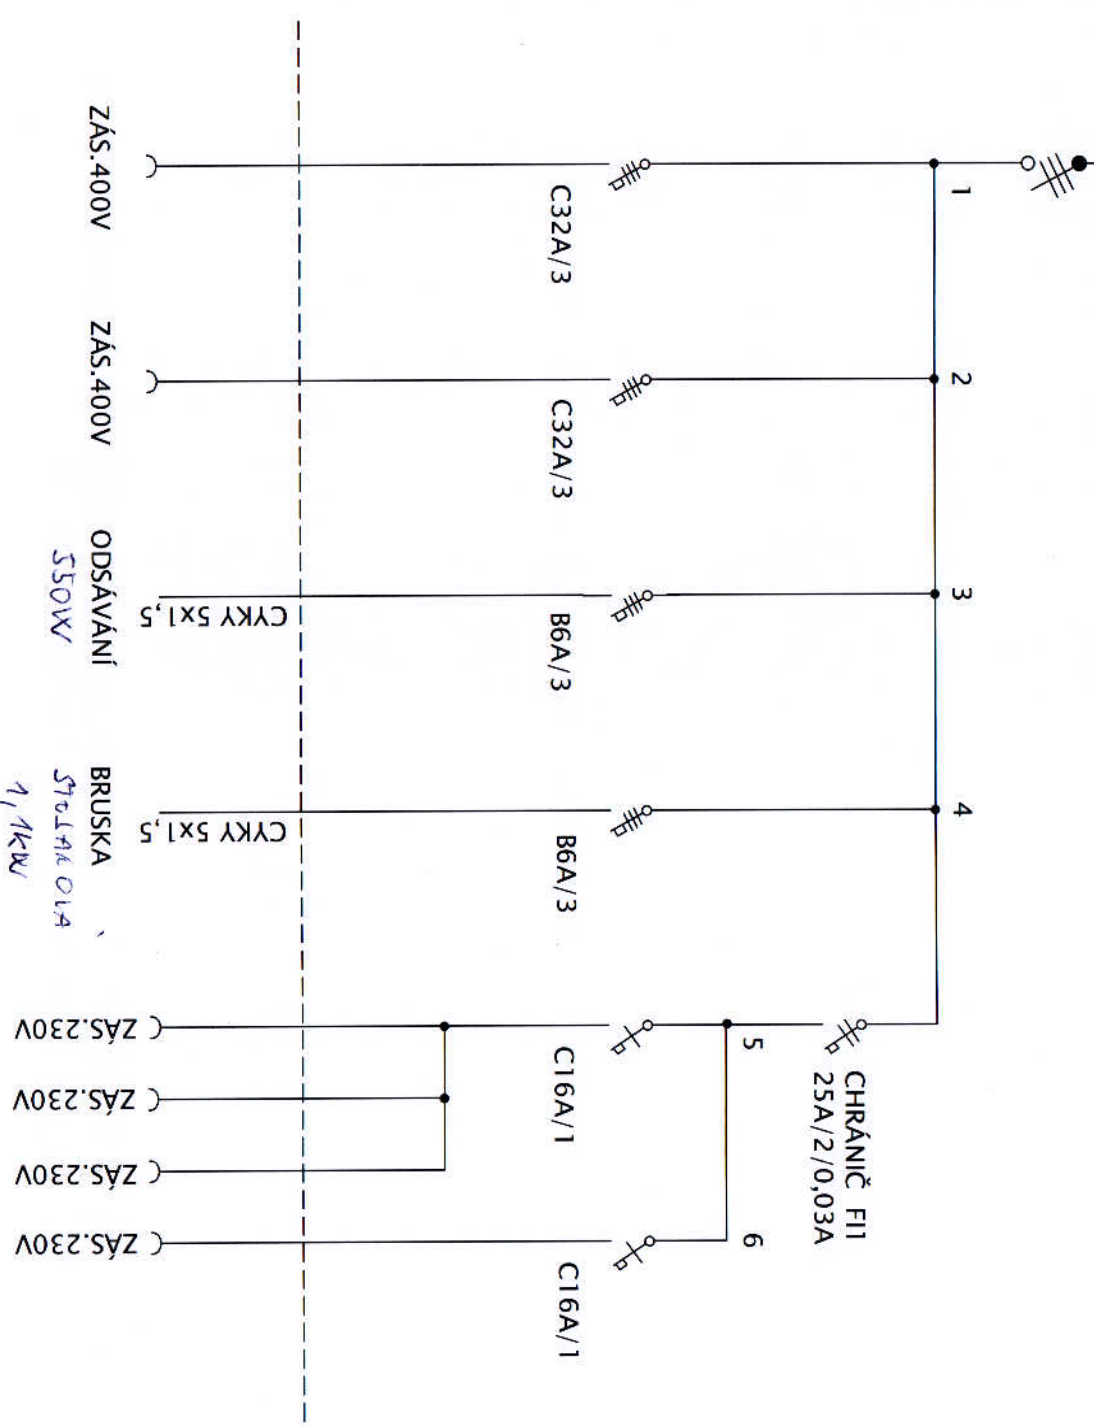 1
2
3
4
5
6
CHRÁNIČ FI1
25A/2/0,03A
C32A/3
C32A/3
B6A/3
B6A/3
C16A/1
C16A/1
CYKY 5x1,5
CYKY 5x1,5
ZÁS.400V
ZÁS.400V
ODSÁVÁNÍ
550W
BRUSKA
STOLAROVÁ
1,1kW
ZÁS.230V
ZÁS.230V
ZÁS.230V
ZÁS.230V